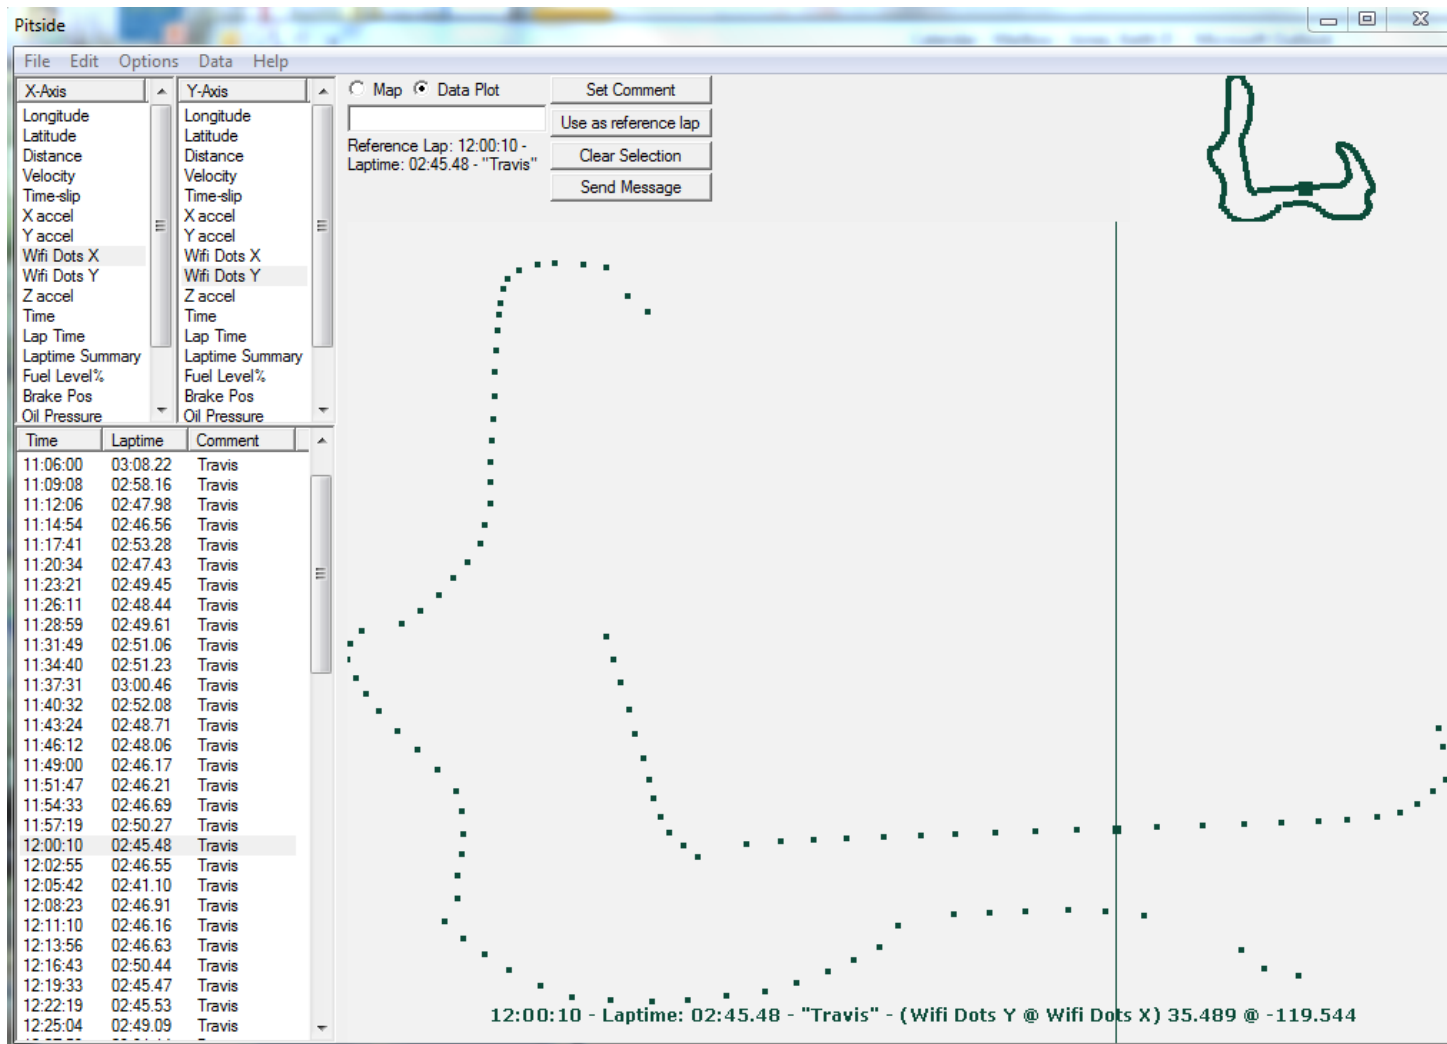 Pitside
File Edit Options Data Help
X-Axis Y-Axis
Longitude Longitude
Latitude Latitude
Distance Distance
Velocity Velocity
Time-slip Time-slip
X accel X accel
Y accel Y accel
Wifi Dots X Wifi Dots X
Wifi Dots Y Wifi Dots Y
Z accel Z accel
Time Time
Lap Time Lap Time
Laptime Summary Laptime Summary
Fuel Level% Fuel Level%
Brake Pos Brake Pos
Oil Pressure Oil Pressure
Map Data Plot
Reference Lap: 12:00:10 -
Laptime: 02:45.48 - "Travis"
Set Comment
Use as reference lap
Clear Selection
Send Message
Time Laptime Comment
11:06:00 03:08.22 Travis
11:09:08 02:58.16 Travis
11:12:06 02:47.98 Travis
11:14:54 02:46.56 Travis
11:17:41 02:53.28 Travis
11:20:34 02:47.43 Travis
11:23:21 02:49.45 Travis
11:26:11 02:48.44 Travis
11:28:59 02:49.61 Travis
11:31:49 02:51.06 Travis
11:34:40 02:51.23 Travis
11:37:31 03:00.46 Travis
11:40:32 02:52.08 Travis
11:43:24 02:48.71 Travis
11:46:12 02:48.06 Travis
11:49:00 02:46.17 Travis
11:51:47 02:46.21 Travis
11:54:33 02:46.69 Travis
11:57:19 02:50.27 Travis
12:00:10 02:45.48 Travis
12:02:55 02:46.55 Travis
12:05:42 02:41.10 Travis
12:08:23 02:46.91 Travis
12:11:10 02:46.16 Travis
12:13:56 02:46.63 Travis
12:16:43 02:50.44 Travis
12:19:33 02:45.47 Travis
12:22:19 02:45.53 Travis
12:25:04 02:49.09 Travis
12:00:10 - Laptime: 02:45.48 - "Travis" - (Wifi Dots Y @ Wifi Dots X) 35.489 @ -119.544